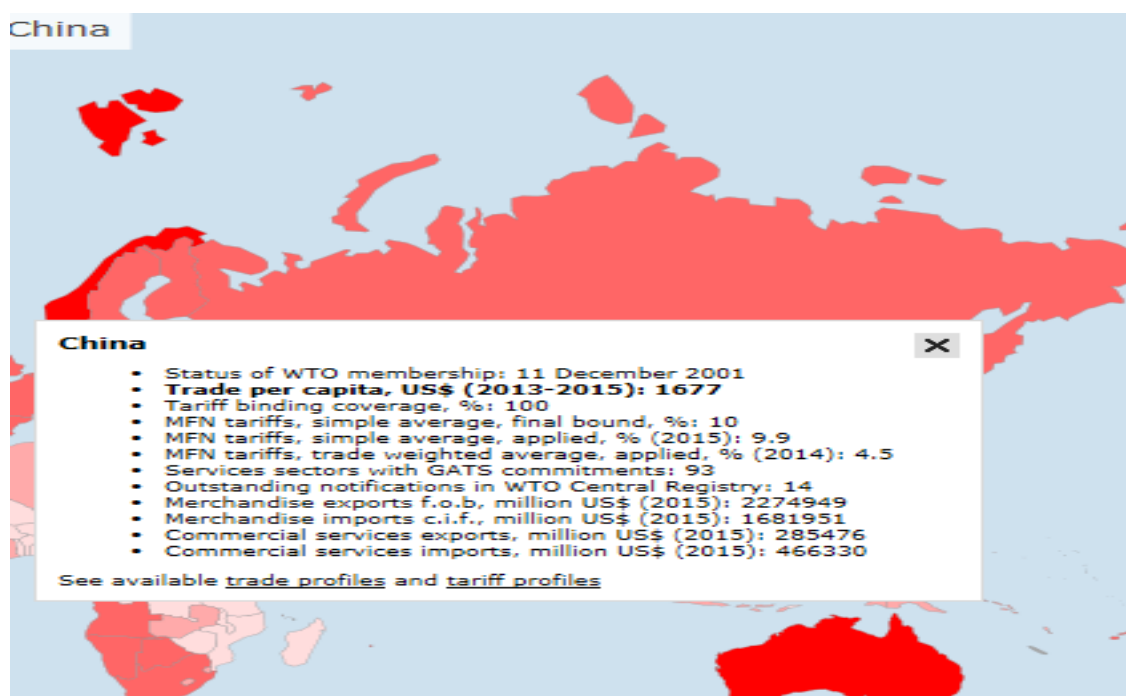 China
China
• Status of WTO membership: 11 December 2001
• Trade per capita, US$ (2013-2015): 1677
• Tariff binding coverage, %: 100
• MFN tariffs, simple average, final bound, %: 10
• MFN tariffs, simple average, applied, % (2015): 9.9
• MFN tariffs, trade weighted average, applied, % (2014): 4.5
• Services sectors with GATS commitments: 93
• Outstanding notifications in WTO Central Registry: 14
• Merchandise exports f.o.b, million US$ (2015): 2274949
• Merchandise imports c.i.f., million US$ (2015): 1681951
• Commercial services exports, million US$ (2015): 285476
• Commercial services imports, million US$ (2015): 466330
See available trade profiles and tariff profiles